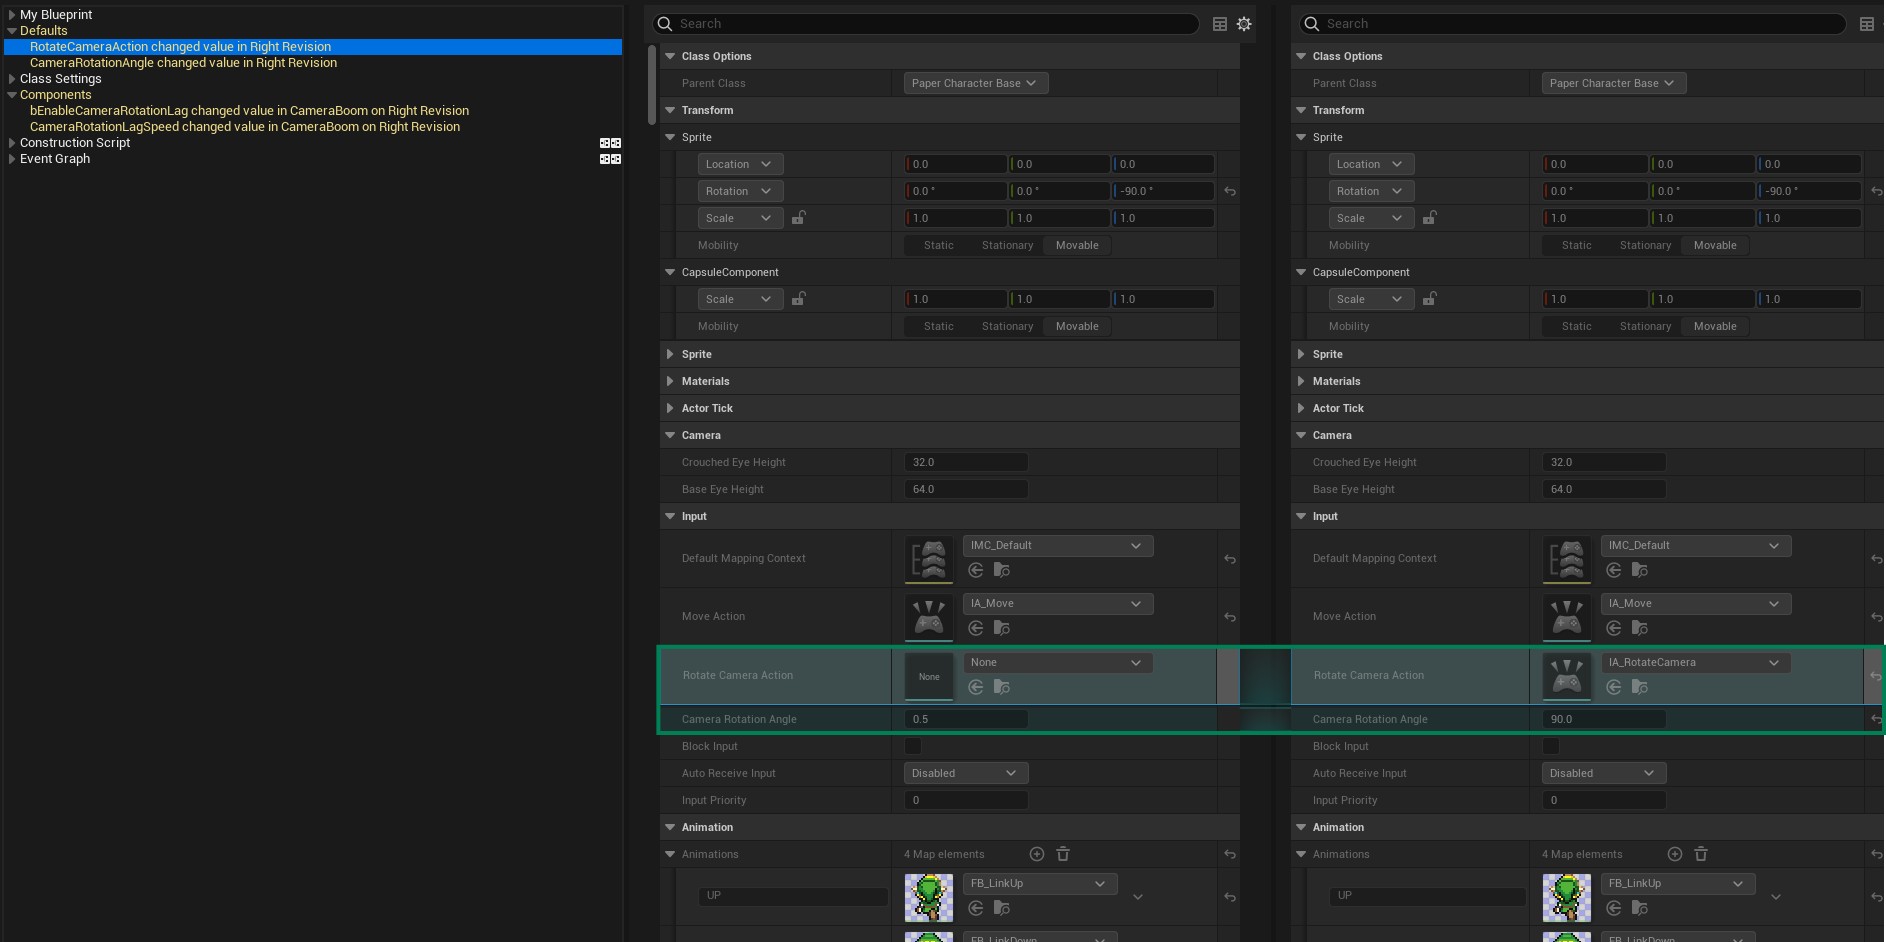 My Blueprint
Defaults
RotateCameraAction changed value in Right Revision
CameraRotationAngle changed value in Right Revision
Class Settings
Components
bEnableCameraRotationLag changed value in CameraBoom on Right Revision
CameraRotationLagSpeed changed value in CameraBoom on Right Revision
Construction Script
Event Graph
Search
Class Options
Parent Class Paper Character Base
Transform
Sprite
Location 0.0 0.0 0.0
Rotation 0.0 ° 0.0 ° -90.0 °
Scale 1.0 1.0 1.0
Mobility Static Stationary Movable
CapsuleComponent
Scale 1.0 1.0 1.0
Mobility Static Stationary Movable
Sprite
Materials
Actor Tick
Camera
Crouched Eye Height 32.0
Base Eye Height 64.0
Input
Default Mapping Context IMC_Default
Move Action IA_Move
Rotate Camera Action None None
Camera Rotation Angle 0.5
Block Input
Auto Receive Input Disabled
Input Priority 0
Animation
Animations 4 Map elements
UP FB_LinkUp
FB_LinkDown
Search
Class Options
Parent Class Paper Character Base
Transform
Sprite
Location 0.0 0.0 0.0
Rotation 0.0 ° 0.0 ° -90.0 °
Scale 1.0 1.0 1.0
Mobility Static Stationary Movable
CapsuleComponent
Scale 1.0 1.0 1.0
Mobility Static Stationary Movable
Sprite
Materials
Actor Tick
Camera
Crouched Eye Height 32.0
Base Eye Height 64.0
Input
Default Mapping Context IMC_Default
Move Action IA_Move
Rotate Camera Action IA_RotateCamera
Camera Rotation Angle 90.0
Block Input
Auto Receive Input Disabled
Input Priority 0
Animation
Animations 4 Map elements
UP FB_LinkUp
FB_LinkDown